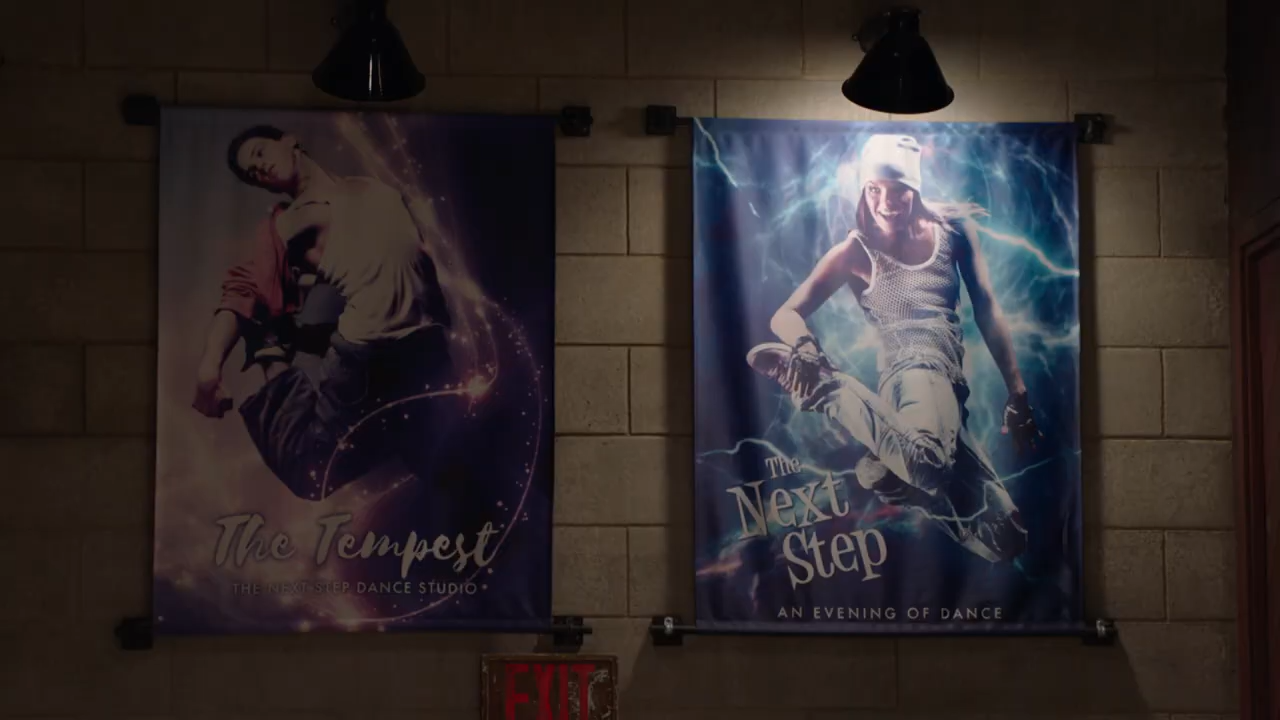 The Tempest
THE NEXT STEP DANCE STUDIO
The
Next
Step
AN EVENING OF DANCE
EXIT